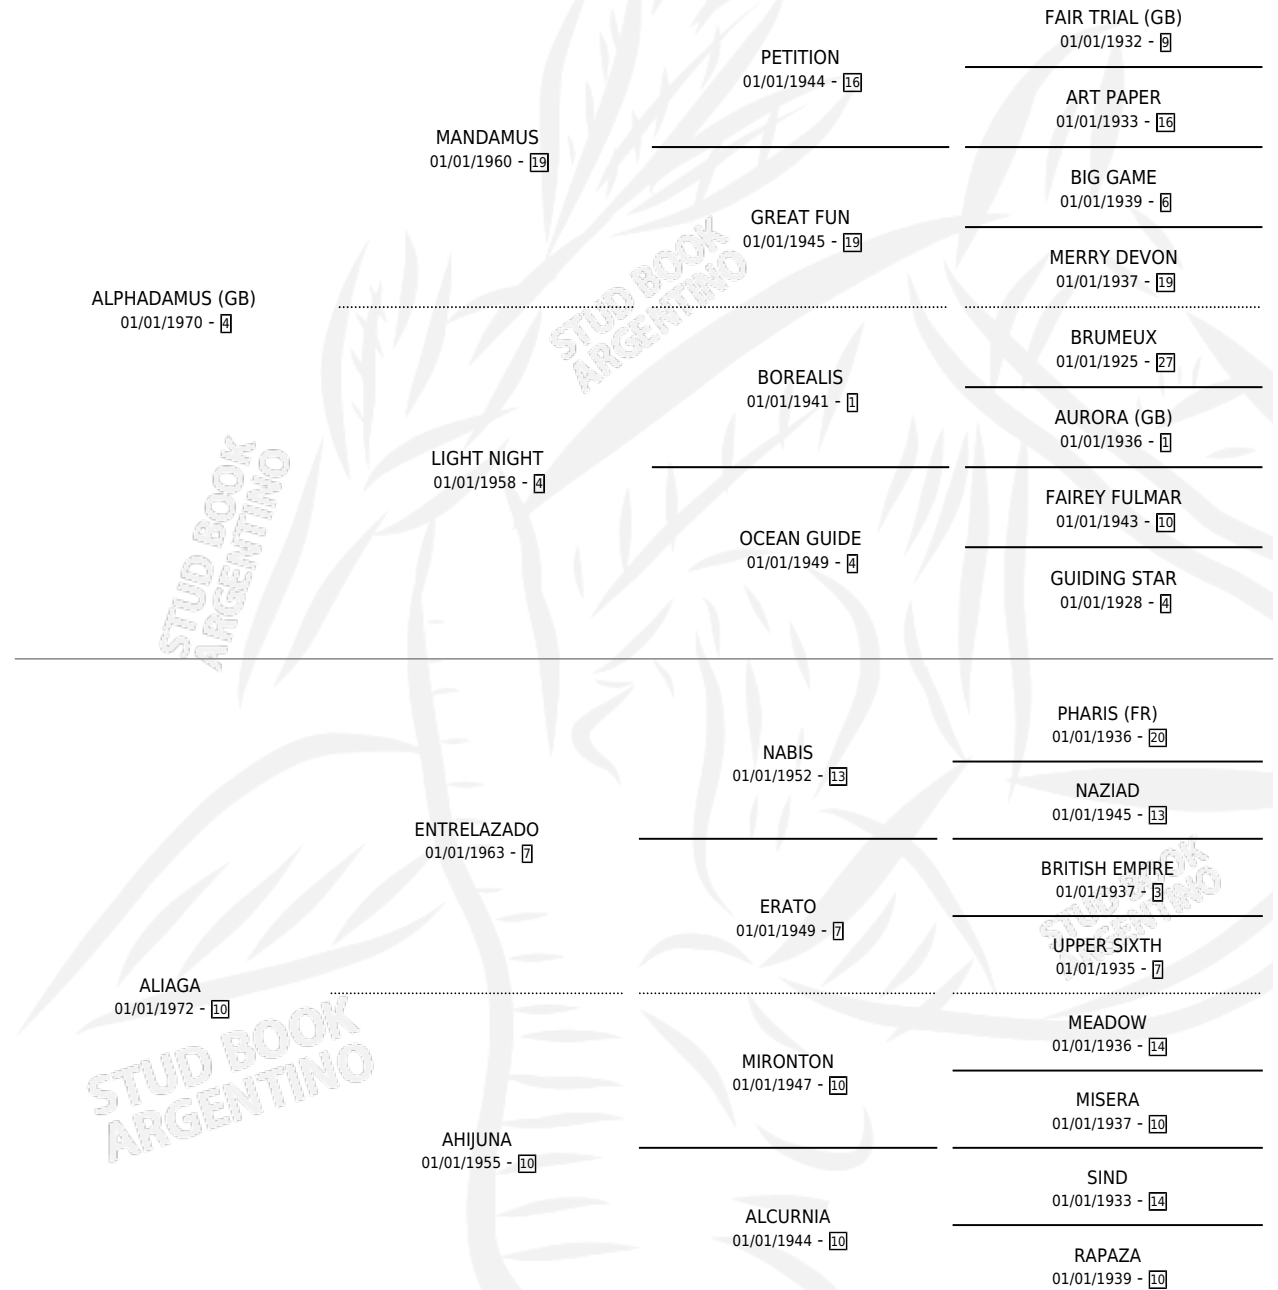 FAIR TRIAL (GB)
01/01/1932 - 9
PETITION
01/01/1944 - 16
ART PAPER
01/01/1933 - 16
MANDAMUS
01/01/1960 - 19
BIG GAME
01/01/1939 - 6
GREAT FUN
01/01/1945 - 19
MERRY DEVON
01/01/1937 - 19
ALPHADAMUS (GB)
01/01/1970 - 4
BRUMEUX
01/01/1925 - 27
BOREALIS
01/01/1941 - 1
AURORA (GB)
01/01/1936 - 1
LIGHT NIGHT
01/01/1958 - 4
FAIREY FULMAR
01/01/1943 - 10
OCEAN GUIDE
01/01/1949 - 4
GUIDING STAR
01/01/1928 - 4
PHARIS (FR)
01/01/1936 - 20
NABIS
01/01/1952 - 13
NAZIAD
01/01/1945 - 13
ENTRELAZADO
01/01/1963 - 7
BRITISH EMPIRE
01/01/1937 - 3
ERATO
01/01/1949 - 7
UPPER SIXTH
01/01/1935 - 7
ALIAGA
01/01/1972 - 10
MEADOW
01/01/1936 - 14
MIRONTON
01/01/1947 - 10
MISERA
01/01/1937 - 10
AHIJUNA
01/01/1955 - 10
SIND
01/01/1933 - 14
ALCURNIA
01/01/1944 - 10
RAPAZA
01/01/1939 - 10
STUD BOOK
ARGENTINO
STUD BOOK
ARGENTINO
STUD BOOK
ARGENTINO
STUD BOOK
ARGENTINO